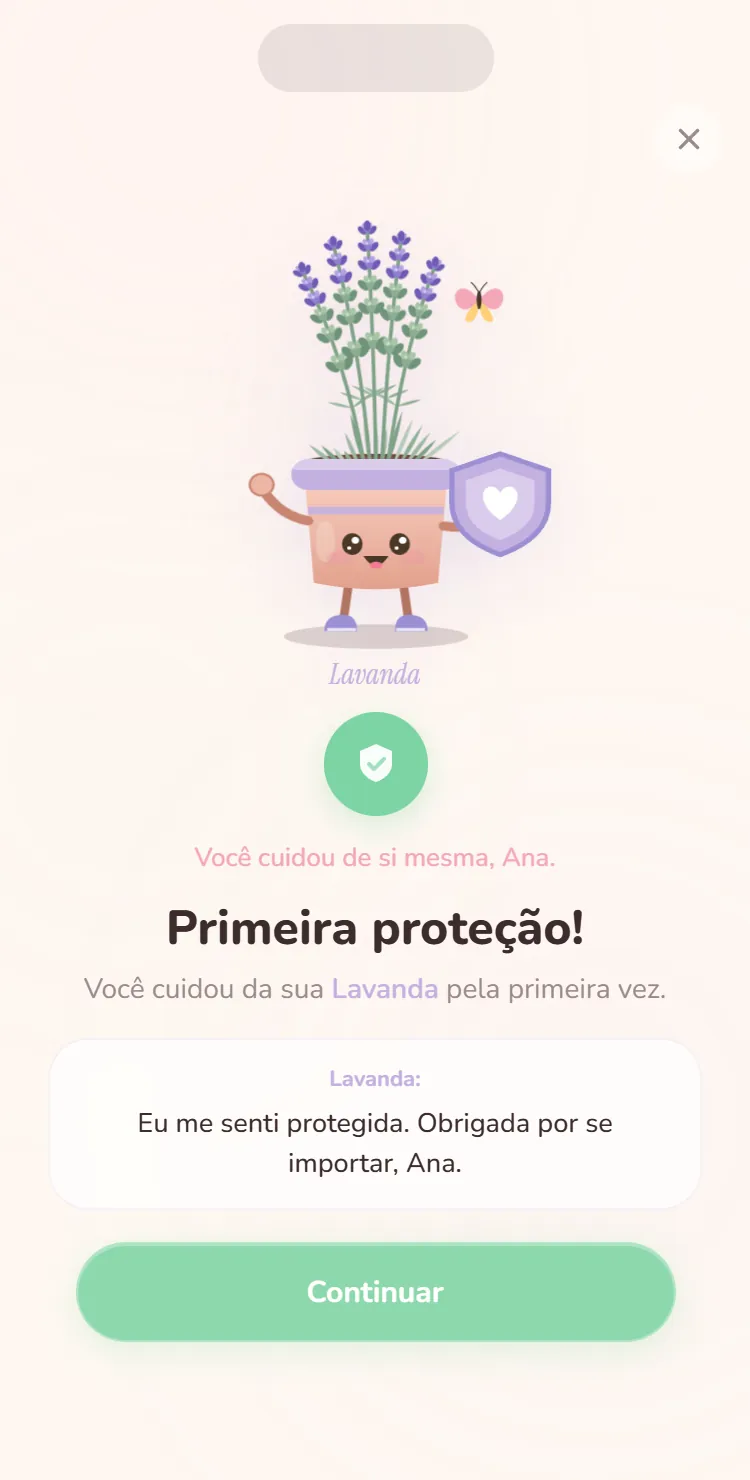 Lavanda
Você cuidou de si mesma, Ana.
Primeira proteção!
Você cuidou da sua Lavanda pela primeira vez.
Lavanda:
Eu me senti protegida. Obrigada por se
importar, Ana.
Continuar